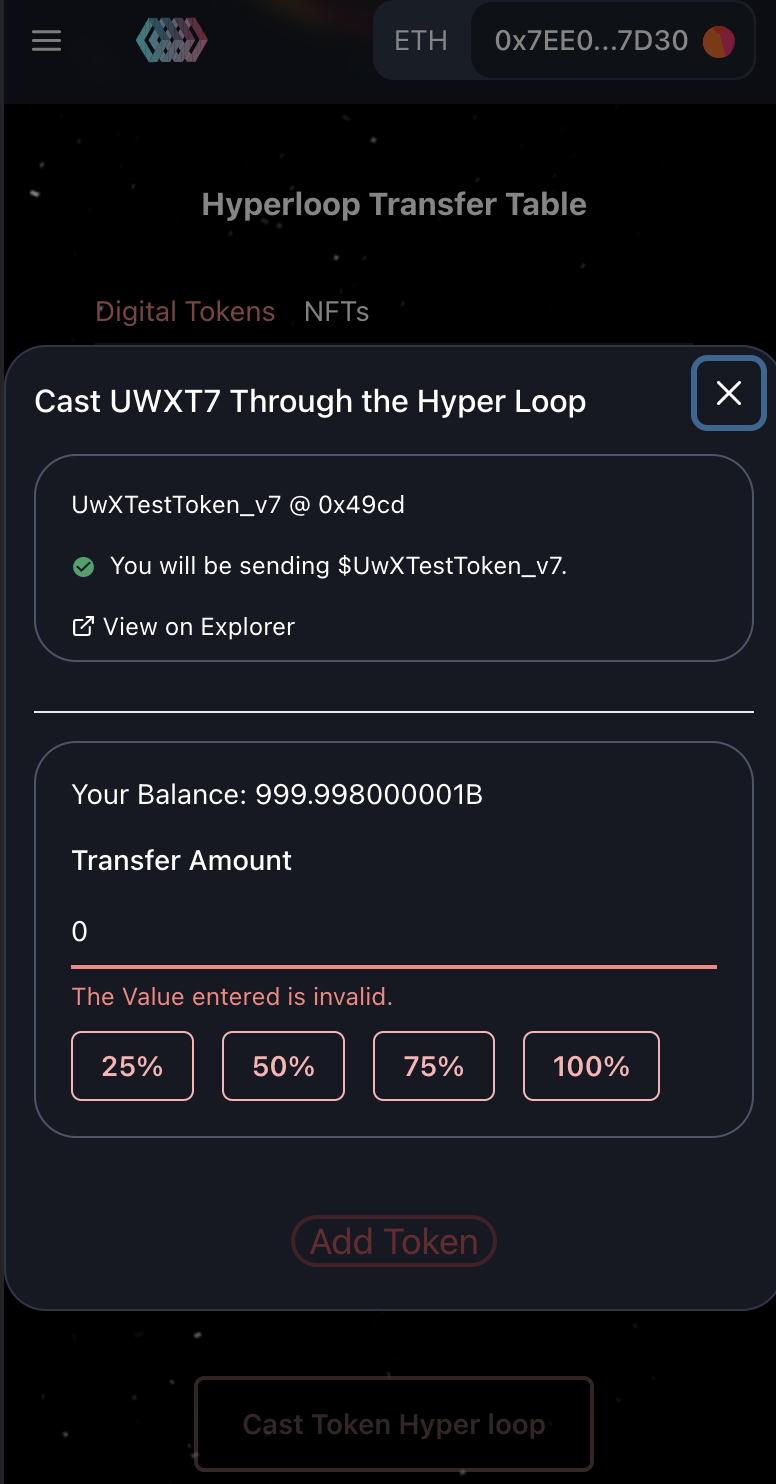 ETH 0x7EE0...7D30
Hyperloop Transfer Table
Digital Tokens NFTs
Cast UWXT7 Through the Hyper Loop
UwXTestToken_v7 @ 0x49cd
You will be sending $UwXTestToken_v7.
View on Explorer
Your Balance: 999.998000001B
Transfer Amount
0
The Value entered is invalid.
25% 50% 75% 100%
Add Token
Cast Token Hyper loop